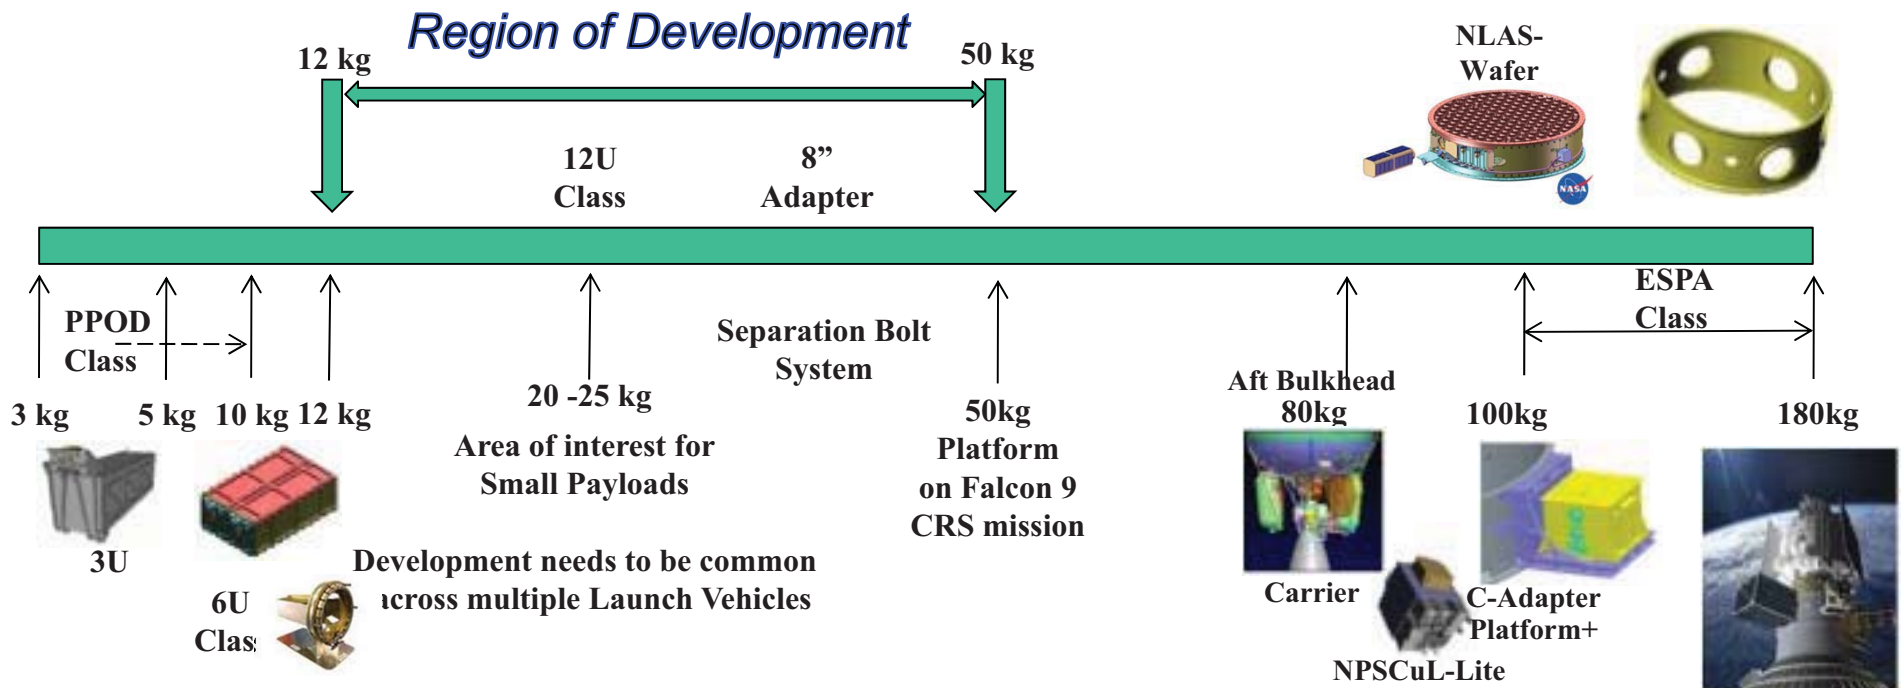 Region of Development
12 kg
50 kg
NLAS-
Wafer
12U
Class
8”
Adapter
NASA
PPOD
Class
Separation Bolt
System
ESPA
Class
3 kg
5 kg
10 kg
12 kg
20 -25 kg
Area of interest for
Small Payloads
50kg
Platform
on Falcon 9
CRS mission
Aft Bulkhead
80kg
100kg
180kg
3U
6U
Clas
Development needs to be common
across multiple Launch Vehicles
Carrier
C-Adapter
Platform+
NPSCuL-Lite